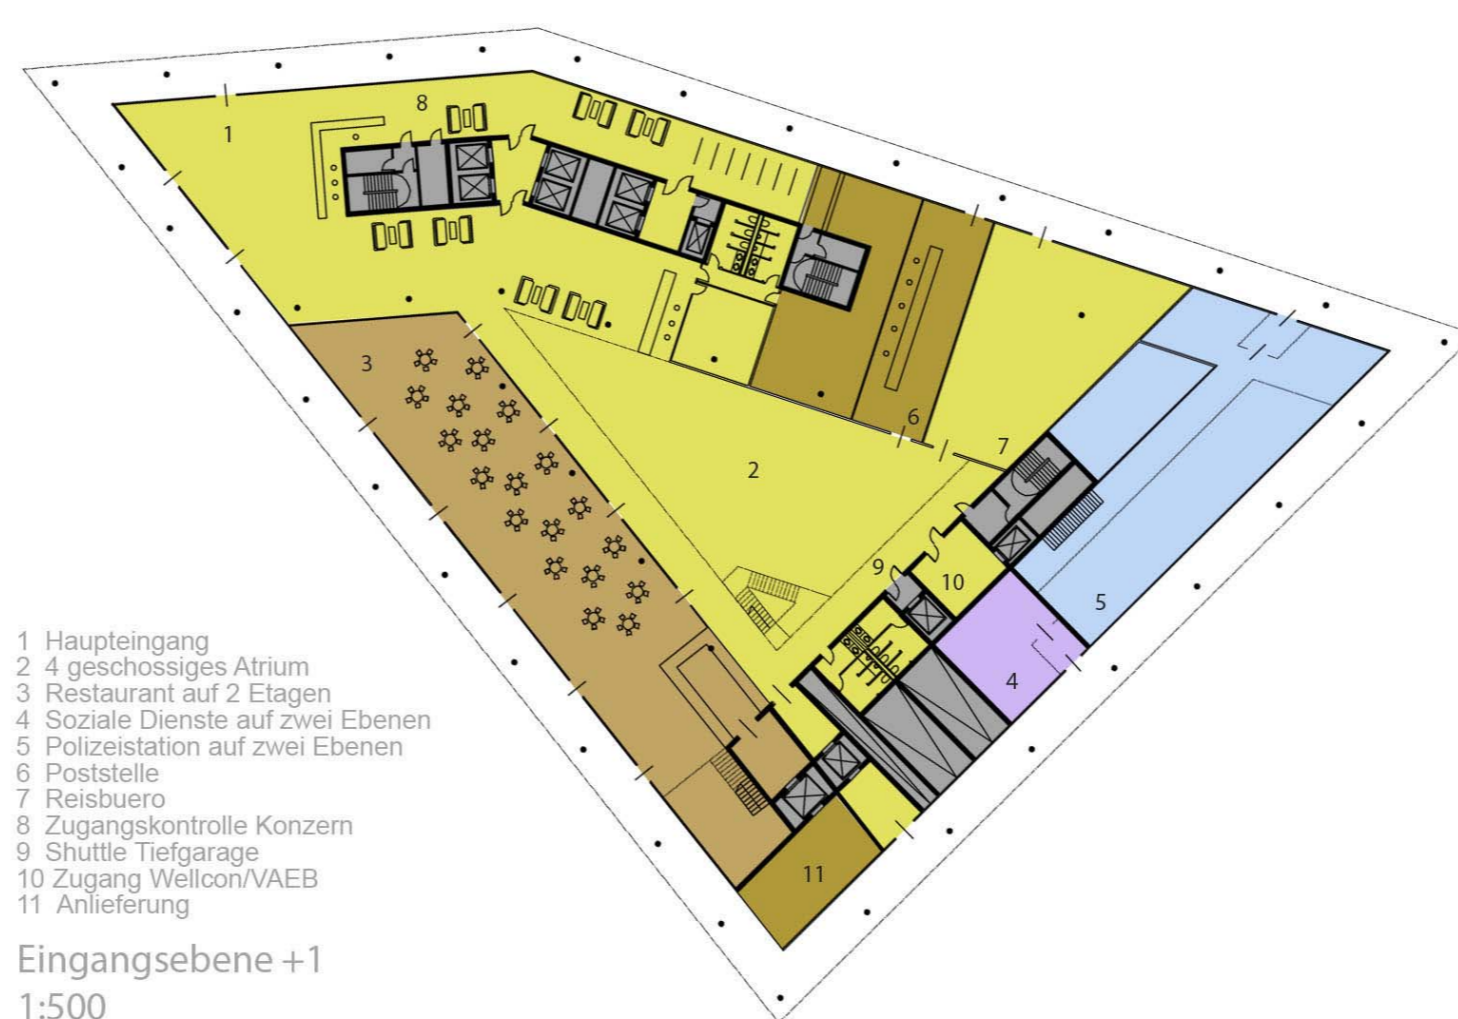 8
1
3
6
2
7
9
10
5
4
11
1 Haupteingang
2 4 geschossiges Atrium
3 Restaurant auf 2 Etagen
4 Soziale Dienste auf zwei Ebenen
5 Polizeistation auf zwei Ebenen
6 Poststelle
7 Reisbuero
8 Zugangskontrolle Konzern
9 Shuttle Tiefgarage
10 Zugang Wellcon/VAEB
11 Anlieferung
Eingangsebene +1
1:500